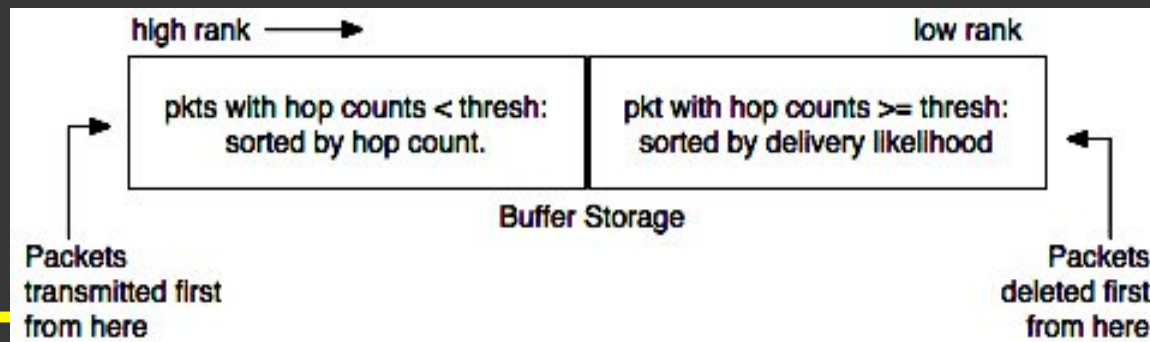 high rank
low rank
pkts with hop counts < thresh:
sorted by hop count.
pkt with hop counts >= thresh:
sorted by delivery likelihood
Buffer Storage
Packets
transmitted first
from here
Packets
deleted first
from here